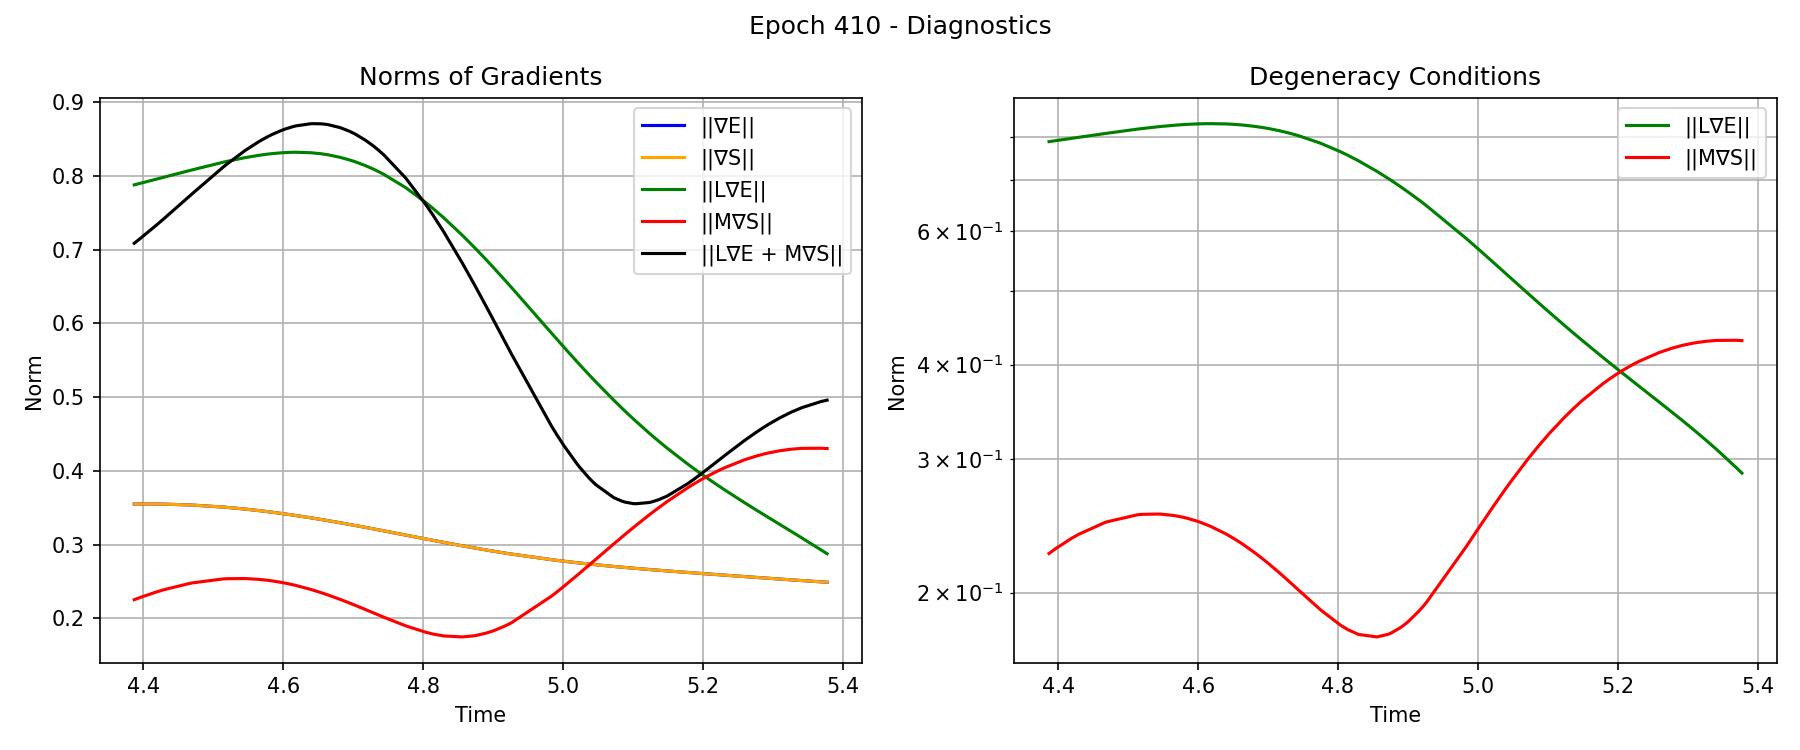 Epoch 410 - Diagnostics
Norms of Gradients
Norm
0.9
0.8
0.7
0.6
0.5
0.4
0.3
0.2
||∇E||
||∇S||
||L∇E||
||M∇S||
||L∇E + M∇S||
4.4 4.6 4.8 5.0 5.2 5.4
Time
Degeneracy Conditions
Norm
6 × 10⁻¹
4 × 10⁻¹
3 × 10⁻¹
2 × 10⁻¹
||L∇E||
||M∇S||
4.4 4.6 4.8 5.0 5.2 5.4
Time